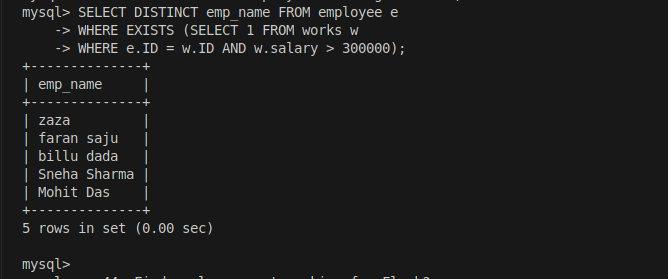 mysql> SELECT DISTINCT emp_name FROM employee e
    -> WHERE EXISTS (SELECT 1 FROM works w
    -> WHERE e.ID = w.ID AND w.salary > 300000);
+--------------+
| emp_name     |
+--------------+
| zaza         |
| faran saju   |
| billu dada   |
| Sneha Sharma |
| Mohit Das    |
+--------------+
5 rows in set (0.00 sec)
mysql>